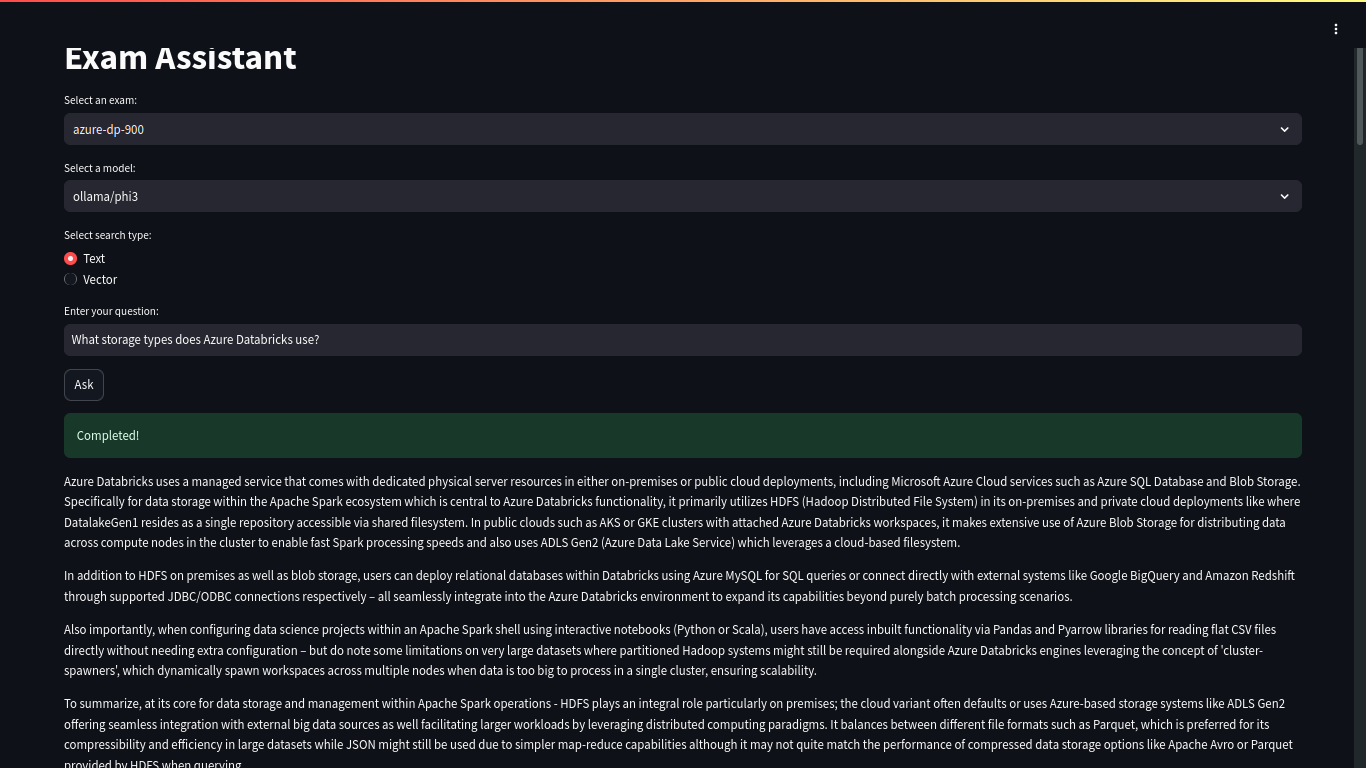 Exam Assistant
Select an exam:
azure-dp-900
Select a model:
ollama/phi3
Select search type:
Text
Vector
Enter your question:
What storage types does Azure Databricks use?
Ask
Completed!
Azure Databricks uses a managed service that comes with dedicated physical server resources in either on-premises or public cloud deployments, including Microsoft Azure Cloud services such as Azure SQL Database and Blob Storage.
Specifically for data storage within the Apache Spark ecosystem which is central to Azure Databricks functionality, it primarily utilizes HDFS (Hadoop Distributed File System) in its on-premises and private cloud deployments like where
DatalakeGen1 resides as a single repository accessible via shared filesystem. In public clouds such as AKS or GKE clusters with attached Azure Databricks workspaces, it makes extensive use of Azure Blob Storage for distributing data
across compute nodes in the cluster to enable fast Spark processing speeds and also uses ADLS Gen2 (Azure Data Lake Service) which leverages a cloud-based filesystem.
In addition to HDFS on premises as well as blob storage, users can deploy relational databases within Databricks using Azure MySQL for SQL queries or connect directly with external systems like Google BigQuery and Amazon Redshift
through supported JDBC/ODBC connections respectively – all seamlessly integrate into the Azure Databricks environment to expand its capabilities beyond purely batch processing scenarios.
Also importantly, when configuring data science projects within an Apache Spark shell using interactive notebooks (Python or Scala), users have access inbuilt functionality via Pandas and Pyarrow libraries for reading flat CSV files
directly without needing extra configuration – but do note some limitations on very large datasets where partitioned Hadoop systems might still be required alongside Azure Databricks engines leveraging the concept of 'cluster-
spawners', which dynamically spawn workspaces across multiple nodes when data is too big to process in a single cluster, ensuring scalability.
To summarize, at its core for data storage and management within Apache Spark operations - HDFS plays an integral role particularly on premises; the cloud variant often defaults or uses Azure-based storage systems like ADLS Gen2
offering seamless integration with external big data sources as well facilitating larger workloads by leveraging distributed computing paradigms. It balances between different file formats such as Parquet, which is preferred for its
compressibility and efficiency in large datasets while JSON might still be used due to simpler map-reduce capabilities although it may not quite match the performance of compressed data storage options like Apache Avro or Parquet
provided by HDFS when querying.